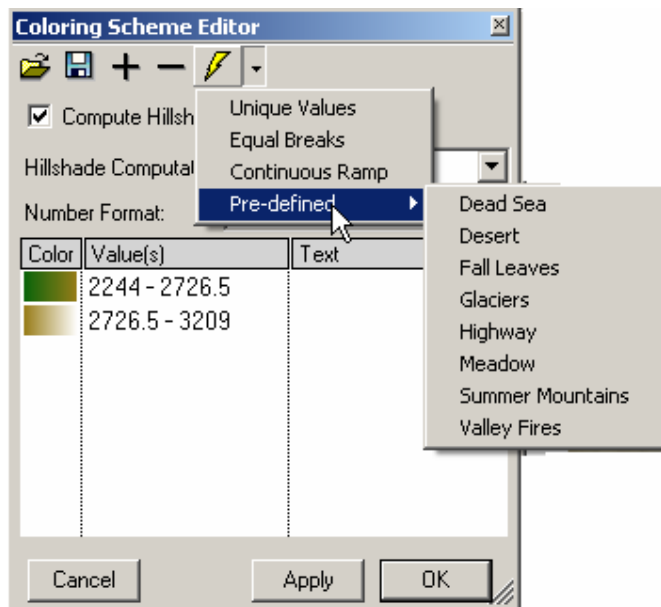 Coloring Scheme Editor
Compute Hillsh
Hillshade Computat
Number Format:
Unique Values
Equal Breaks
Continuous Ramp
Pre-defined
Dead Sea
Desert
Fall Leaves
Glaciers
Highway
Meadow
Summer Mountains
Valley Fires
Color Value(s) Text
2244 - 2726.5
2726.5 - 3209
Cancel Apply OK